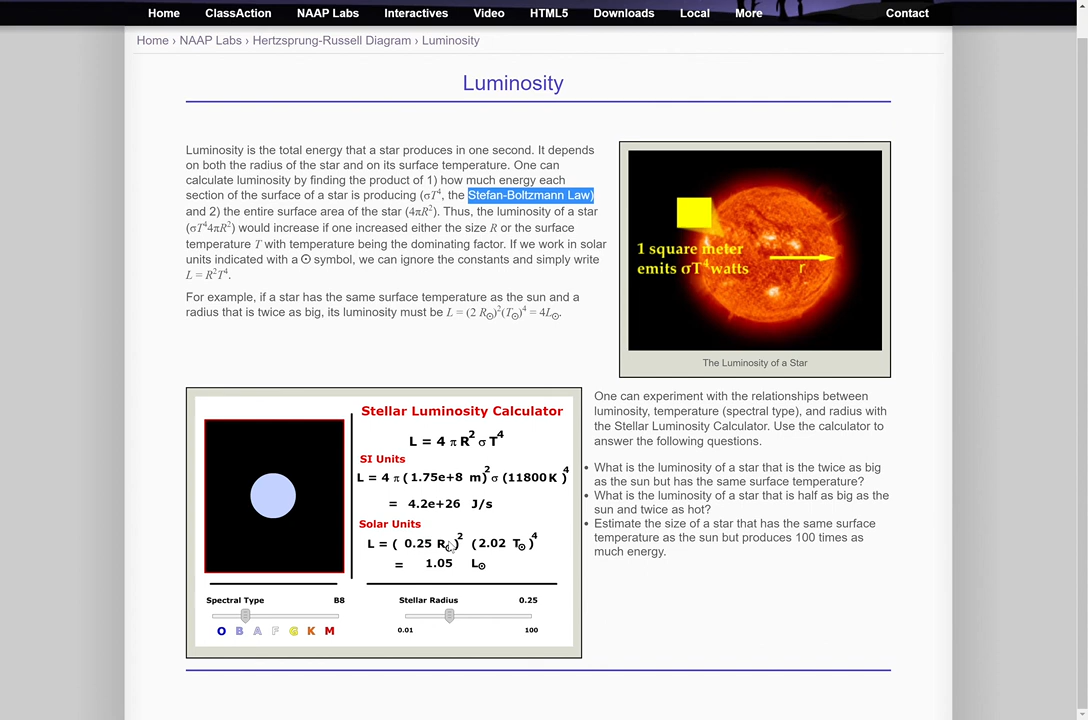 Home ClassAction NAAP Labs Interactives Video HTML5 Downloads Local More Contact
Home › NAAP Labs › Hertzsprung-Russell Diagram › Luminosity
Luminosity
Luminosity is the total energy that a star produces in one second. It depends
on both the radius of the star and on its surface temperature. One can
calculate luminosity by finding the product of 1) how much energy each
section of the surface of a star is producing (σT⁴, the Stefan-Boltzmann Law)
and 2) the entire surface area of the star (4πR²). Thus, the luminosity of a star
(σT⁴4πR²) would increase if one increased either the size R or the surface
temperature T with temperature being the dominating factor. If we work in solar
units indicated with a ⊙ symbol, we can ignore the constants and simply write
L = R²T⁴.
For example, if a star has the same surface temperature as the sun and a
radius that is twice as big, its luminosity must be L = (2 R⊙)²(T⊙)⁴ = 4L⊙.
1 square meter
emits σT⁴ watts
r
The Luminosity of a Star
Stellar Luminosity Calculator
L = 4 π R² σ T⁴
SI Units
L = 4 π ( 1.75e+8 m)² σ (11800 K )⁴
= 4.2e+26 J/s
Solar Units
L = ( 0.25 R⊙)² (2.02 T⊙)⁴
= 1.05 L⊙
Spectral Type B8
O B A F G K M
Stellar Radius 0.25
0.01 100
One can experiment with the relationships between
luminosity, temperature (spectral type), and radius with
the Stellar Luminosity Calculator. Use the calculator to
answer the following questions.
• What is the luminosity of a star that is the twice as big
as the sun but has the same surface temperature?
• What is the luminosity of a star that is half as big as the
sun and twice as hot?
• Estimate the size of a star that has the same surface
temperature as the sun but produces 100 times as
much energy.